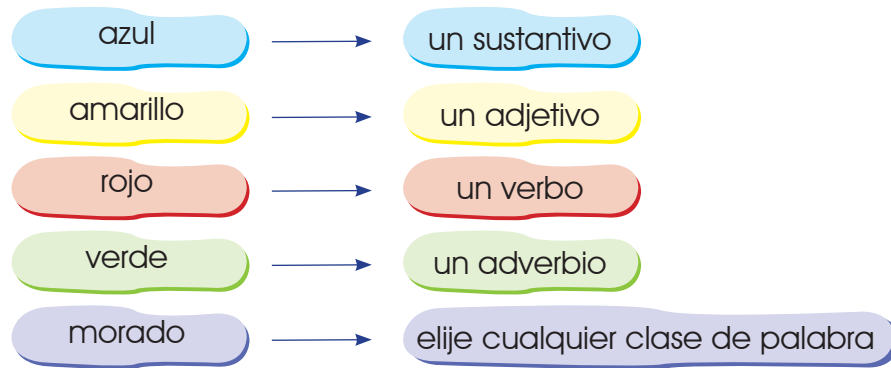 azul un sustantivo
amarillo un adjetivo
rojo un verbo
verde un adverbio
morado elije cualquier clase de palabra